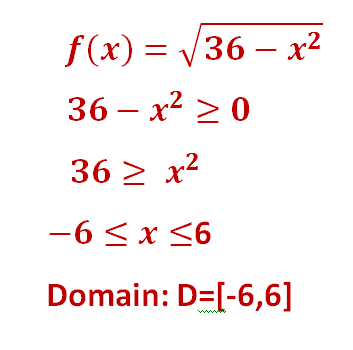 f(x) = √36 − x²
36 − x² ≥ 0
36 ≥ x²
−6 ≤ x ≤6
Domain: D=[-6,6]